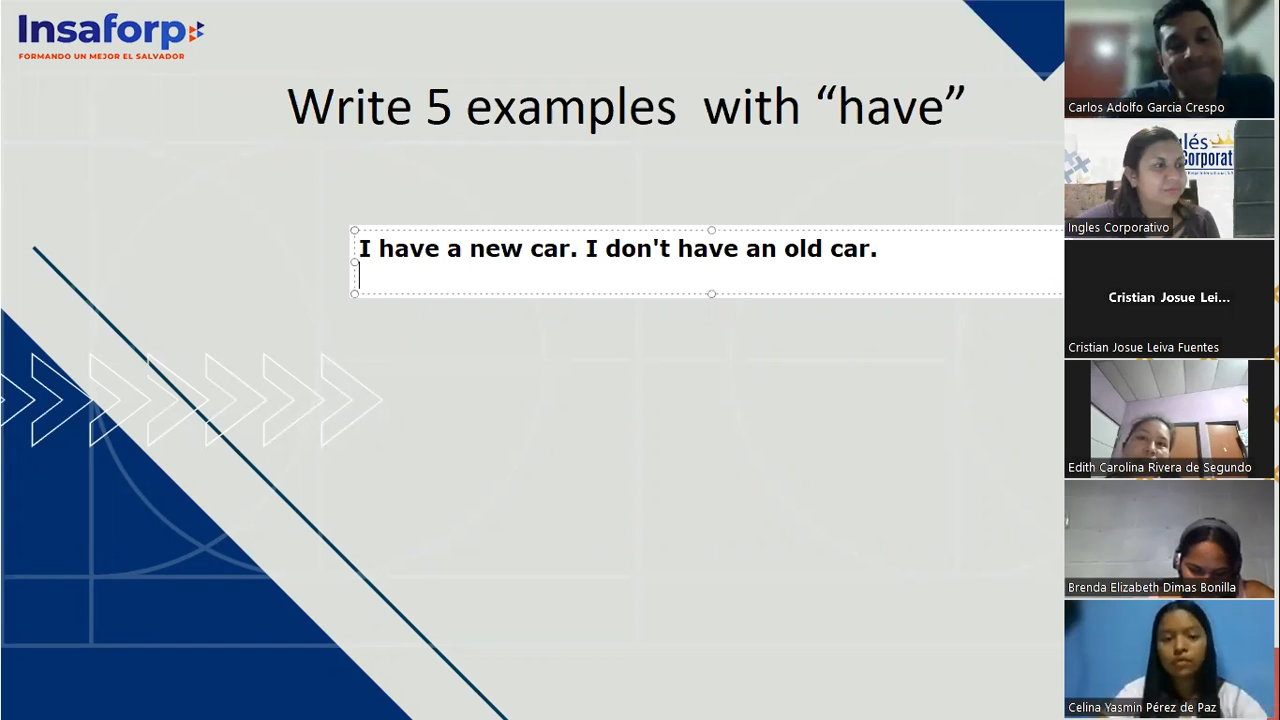 Insaforp
FORMANDO UN MEJOR EL SALVADOR
Write 5 examples  with “have”
I have a new car. I don't have an old car.
Carlos Adolfo Garcia Crespo
glés
Corporat
Ingles Corporativo
Cristian Josue Lei...
Cristian Josue Leiva Fuentes
Edith Carolina Rivera de Segundo
Brenda Elizabeth Dimas Bonilla
Celina Yasmin Pérez de Paz